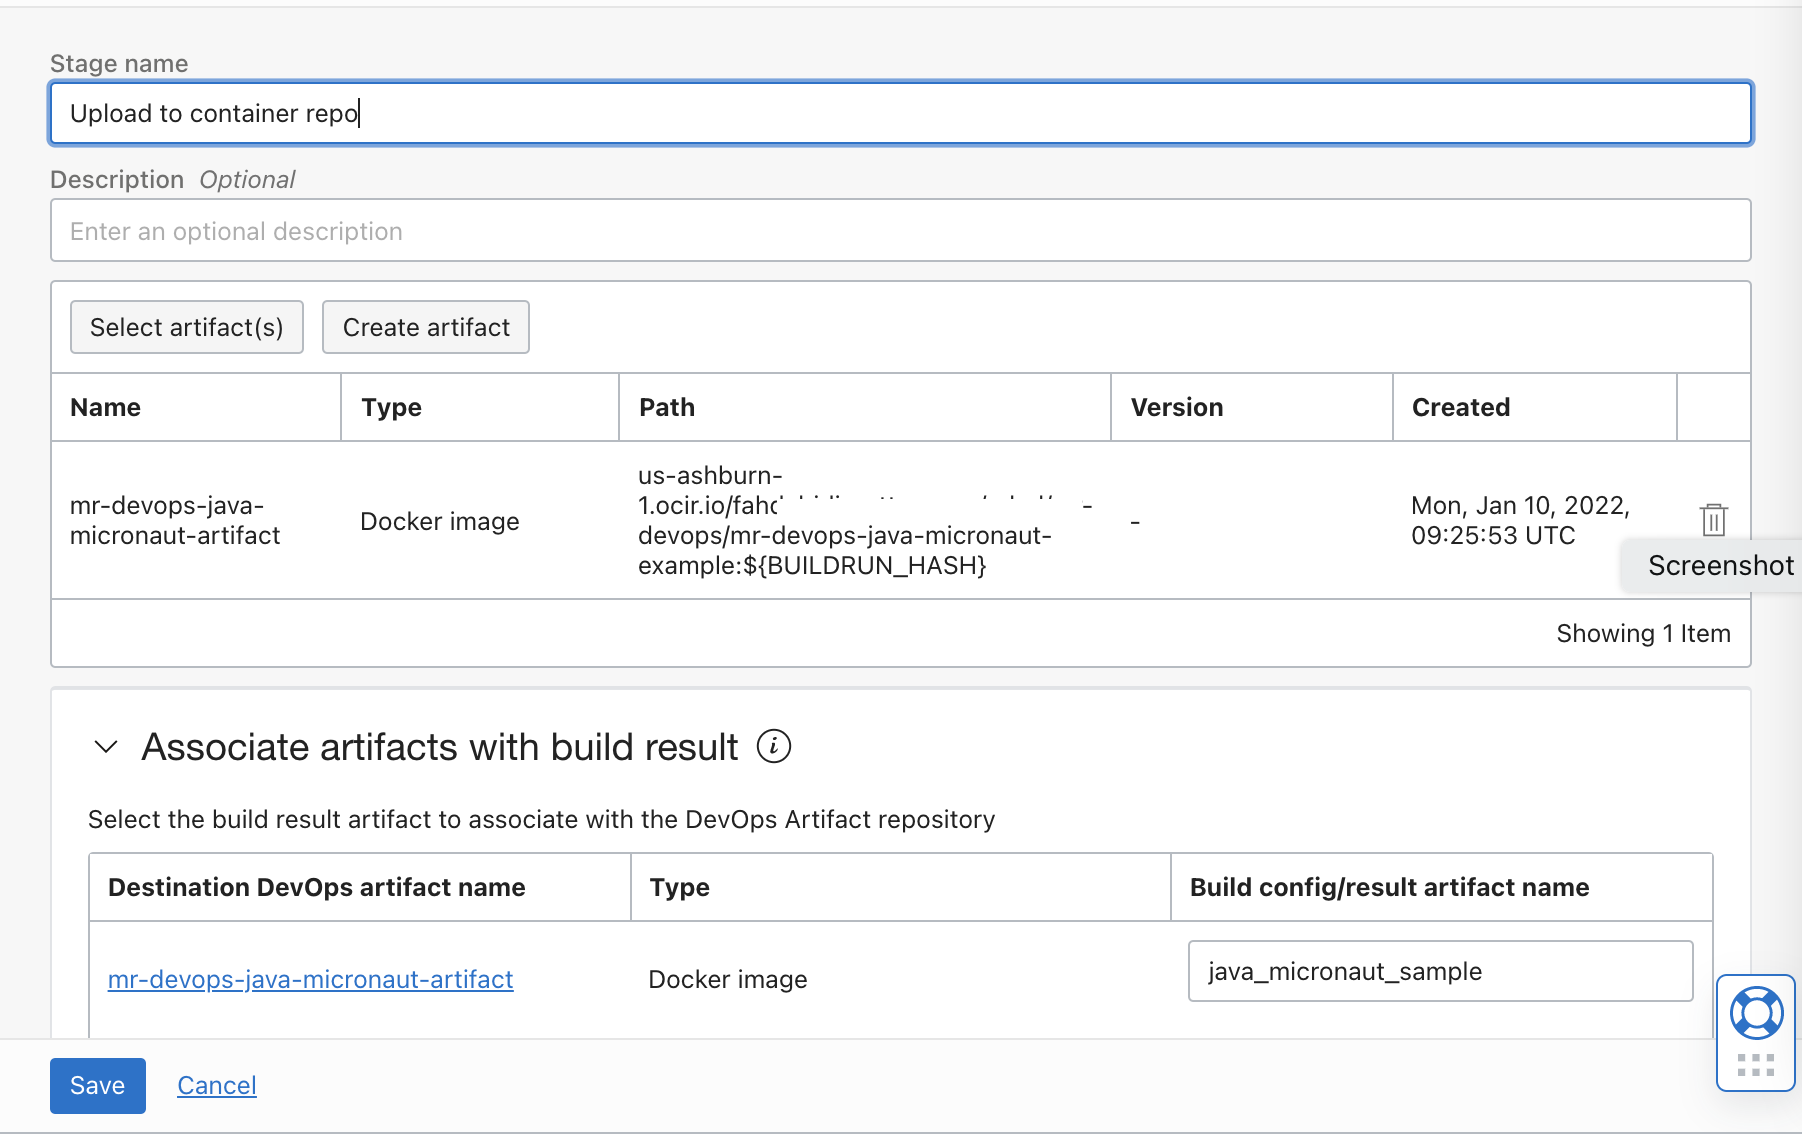 Stage name
Upload to container repo
Description Optional
Enter an optional description
Select artifact(s) Create artifact
Name Type Path Version Created
mr-devops-java-
micronaut-artifact
Docker image
us-ashburn-
1.ocir.io/fah
devops/mr-devops-java-micronaut-
example:${BUILDRUN_HASH}
-
Mon, Jan 10, 2022,
09:25:53 UTC
Screenshot
Showing 1 Item
Associate artifacts with build result i
Select the build result artifact to associate with the DevOps Artifact repository
Destination DevOps artifact name Type Build config/result artifact name
mr-devops-java-micronaut-artifact Docker image java_micronaut_sample
Save Cancel